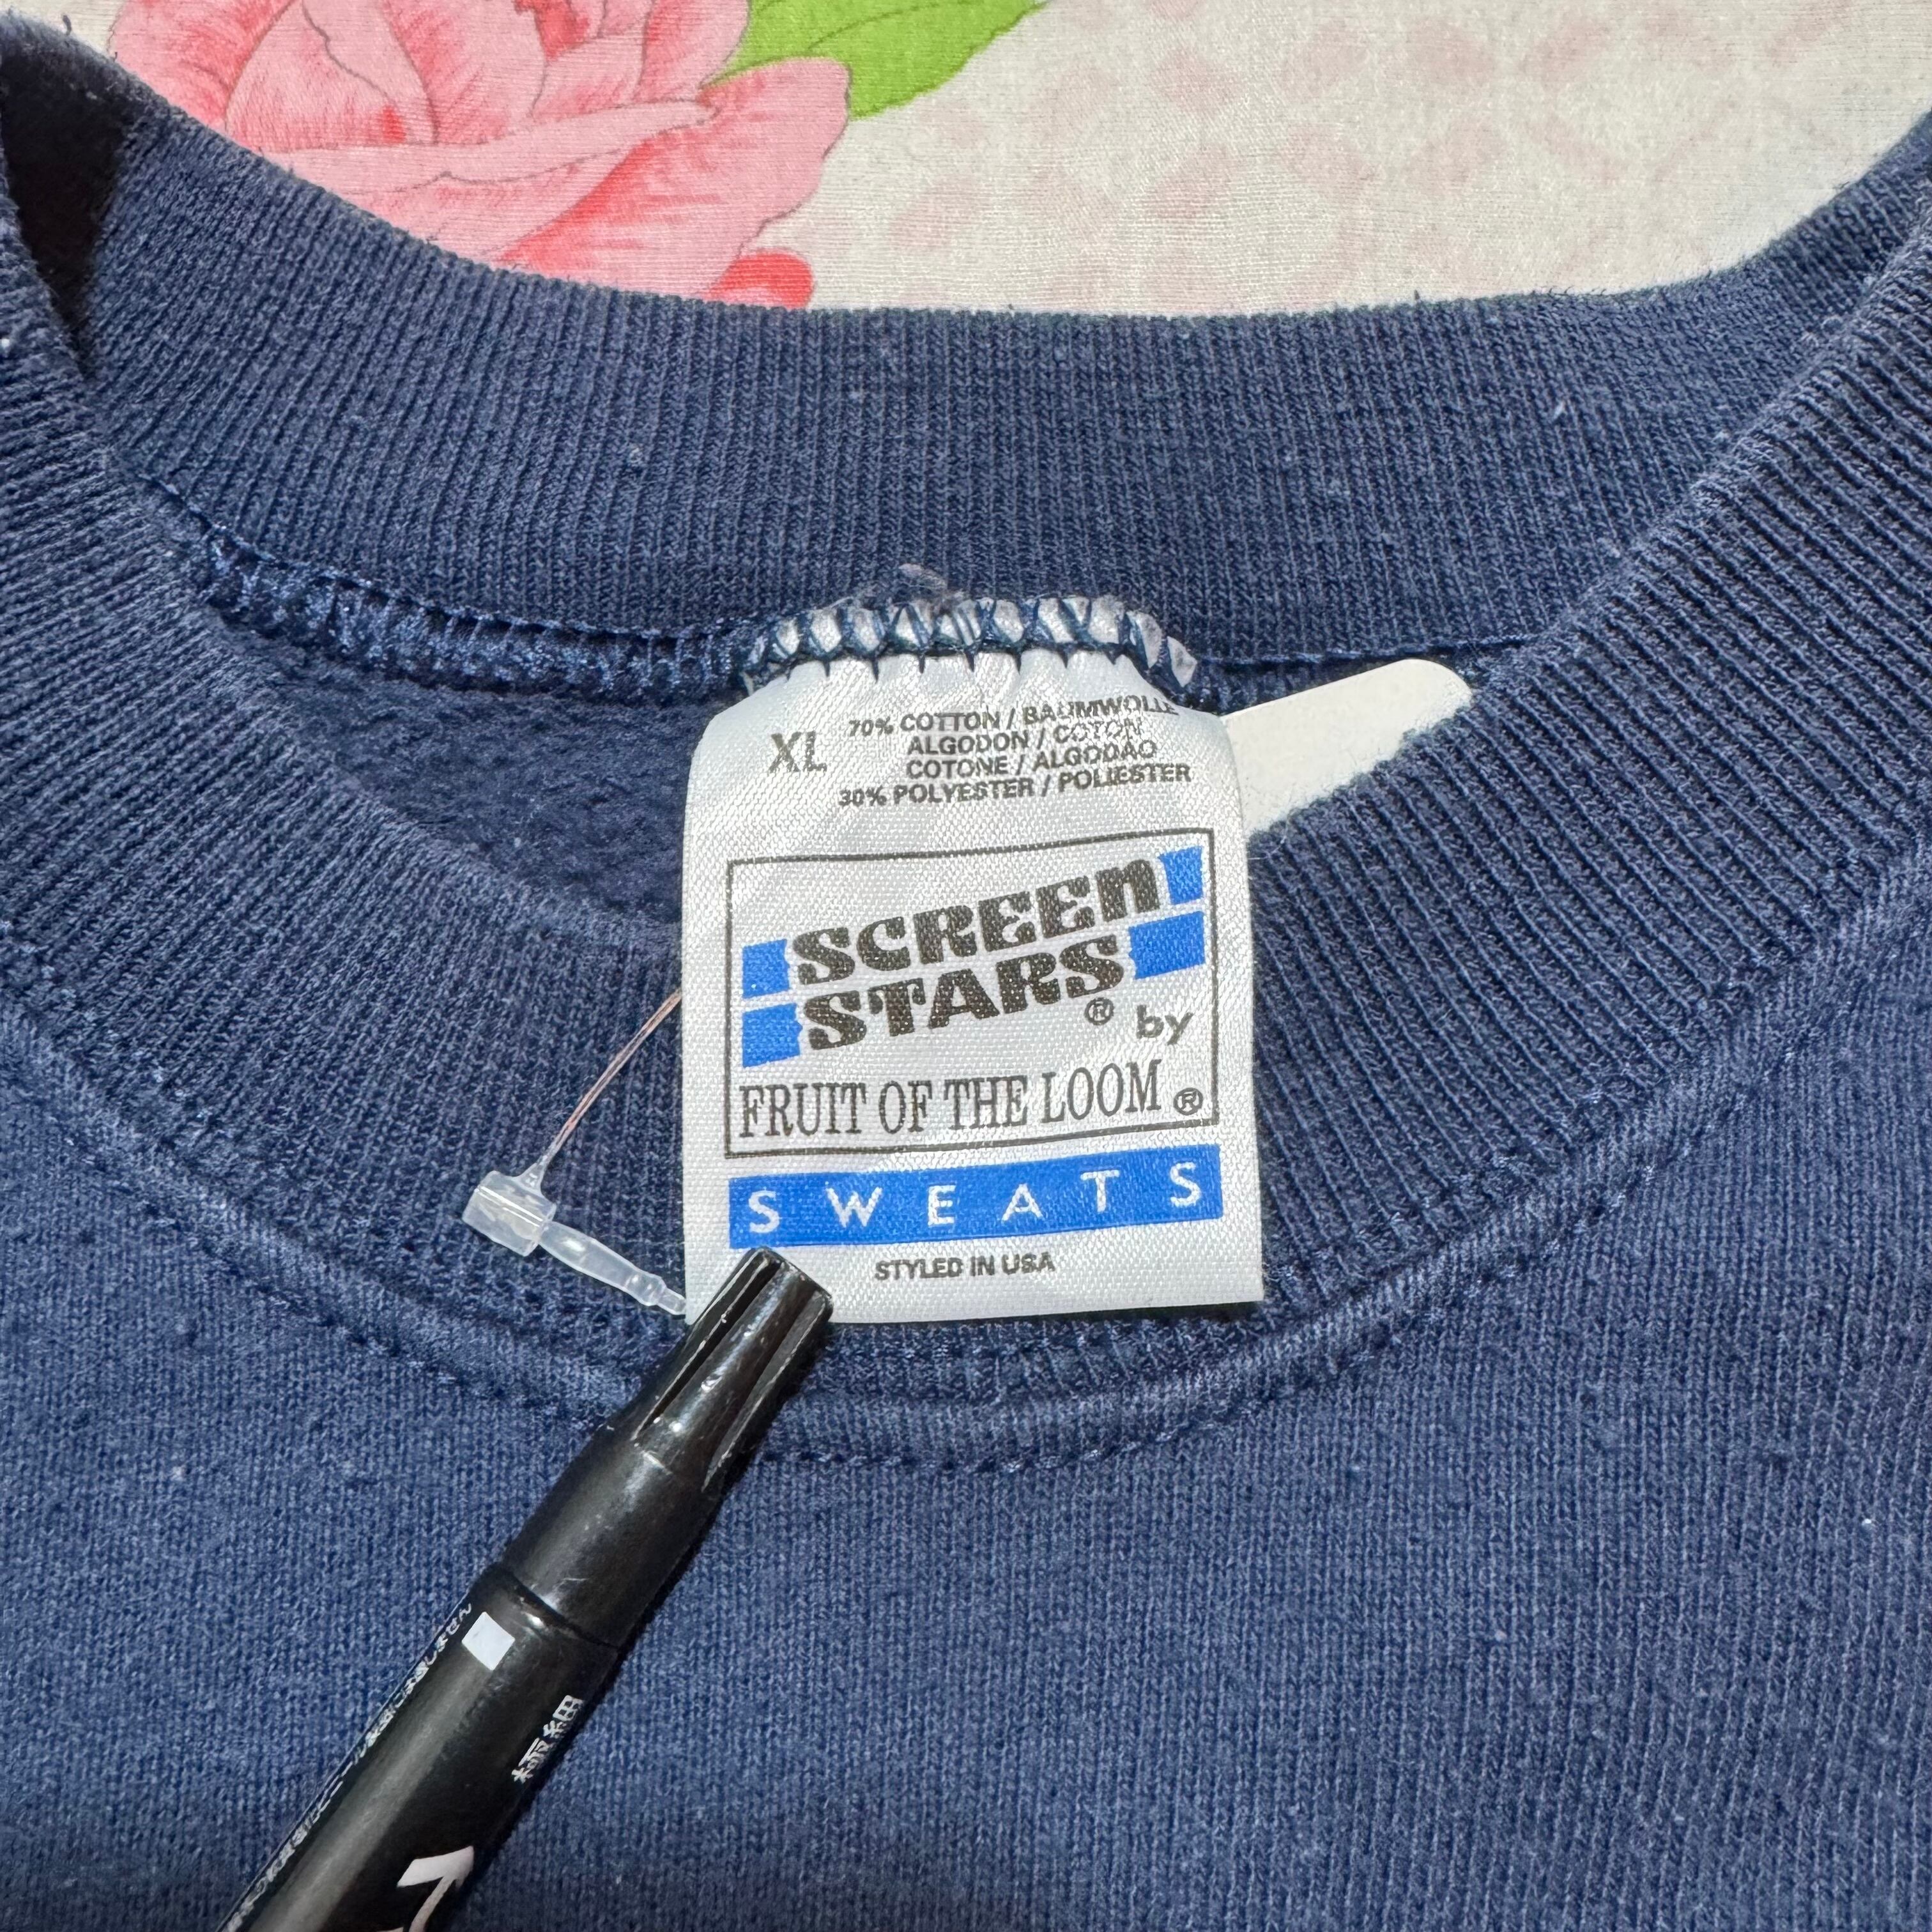 XL
70% COTTON / BAUMWOLLE
ALGODON / COTON
COTONE / ALGODAO
30% POLYESTER / POLIESTER
SCREEN
STARS® by
FRUIT OF THE LOOM®
SWEATS
STYLED IN USA
極細